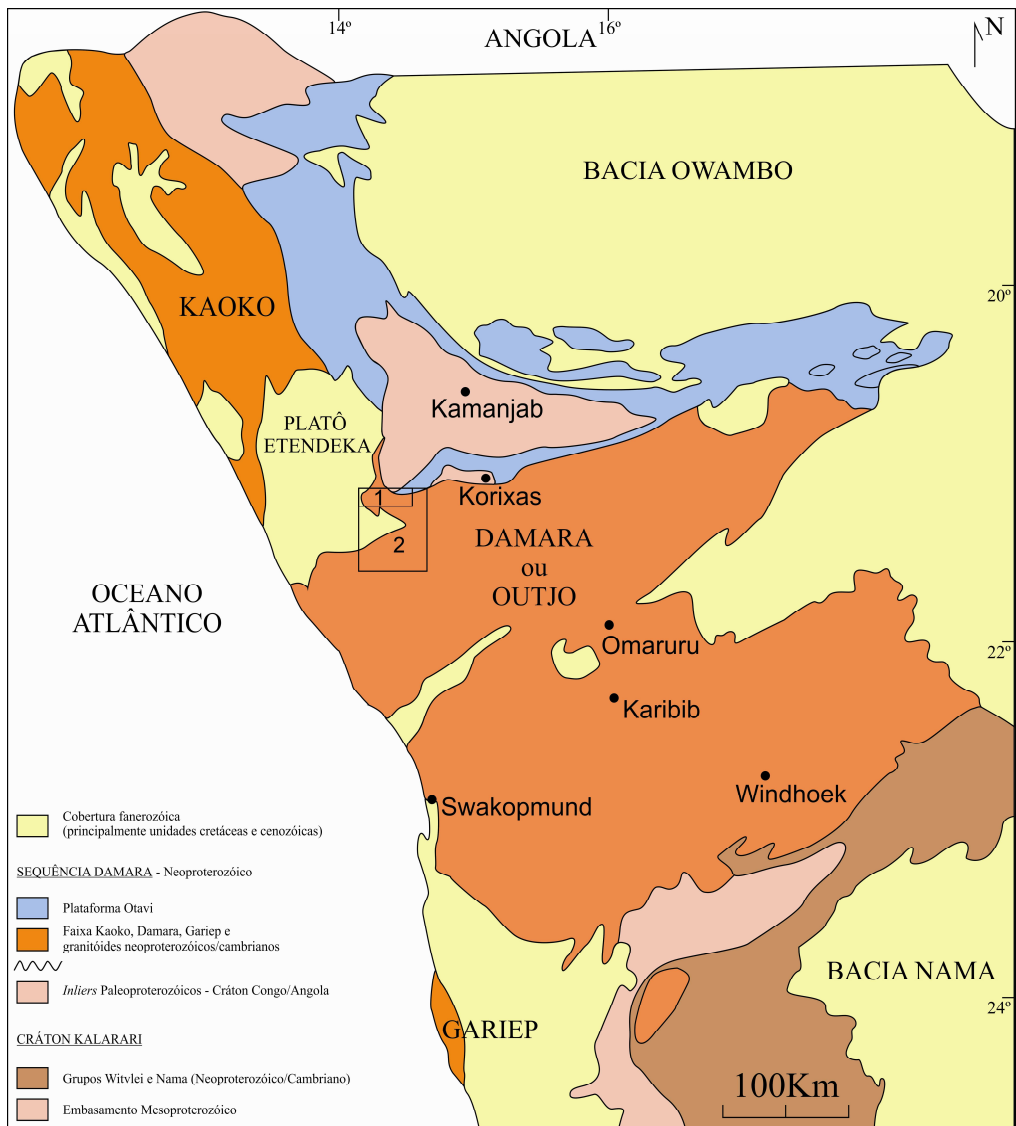 14º
16º
N
ANGOLA
BACIA OWAMBO
20º
KAOKO
Kamanjab
PLATÔ
ETENDEKA
1
Korixas
2
DAMARA
ou
OUTJO
OCEANO
ATLÂNTICO
Omaruru
22º
Karibib
Windhoek
Swakopmund
Cobertura fanerozóica
(principalmente unidades cretáceas e cenozóicas)
SEQUÊNCIA DAMARA - Neoproterozóico
Plataforma Otavi
Faixa Kaoko, Damara, Gariep e
granitóides neoproterozóicos/cambrianos
Inliers Paleoproterozóicos - Cráton Congo/Angola
BACIA NAMA
24º
GARIEP
CRÁTON KALARARI
Grupos Witvlei e Nama (Neoproterozóico/Cambriano)
Embasamento Mesoproterozóico
100Km